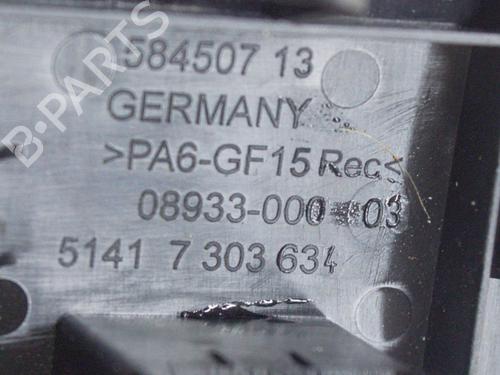 584507 13
GERMANY
>PA6-GF15 Rec<
08933-000 03
5141 7 303 634
B-PARTS